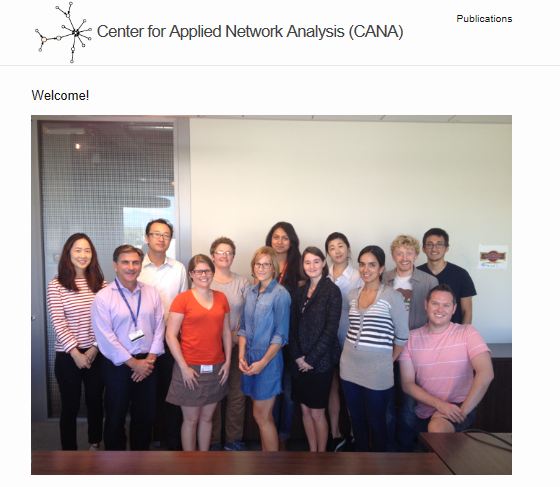 Center for Applied Network Analysis (CANA)
Publications
Welcome!